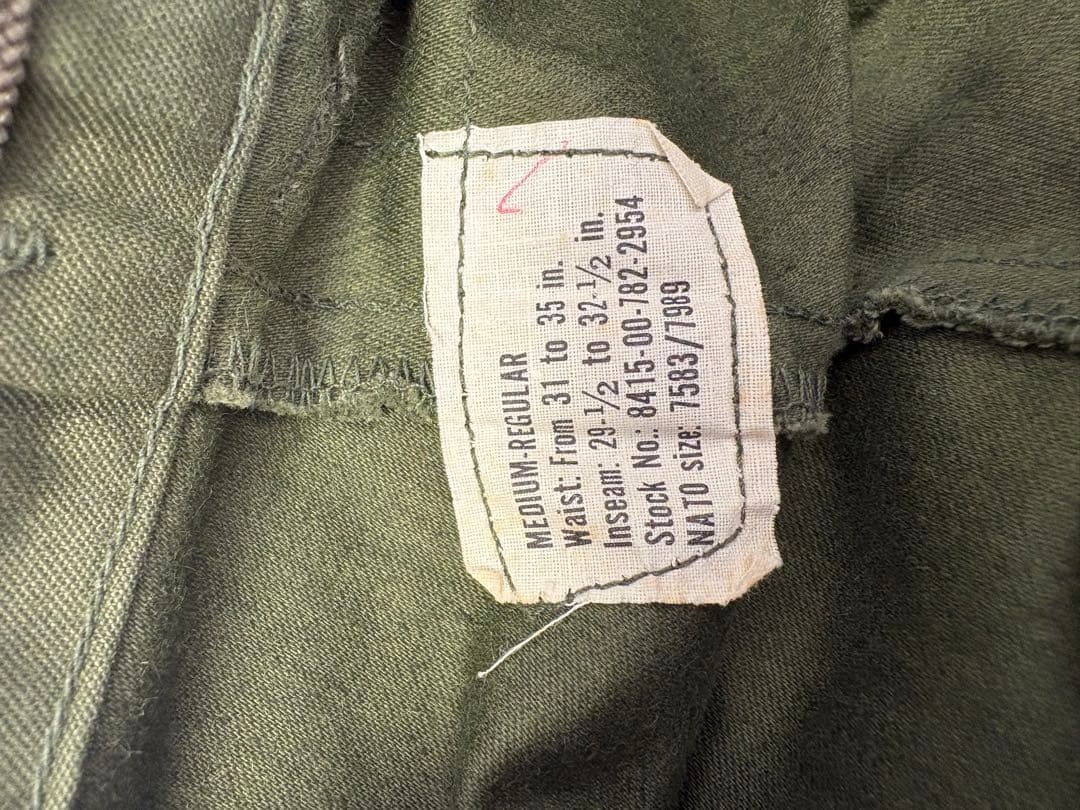 MEDIUM-REGULAR
Waist: From 31 to 35 in.
Inseam: 29-1/2 to 32-1/2 in.
Stock No.: 8415-00-782-2954
NATO size: 7583/7989